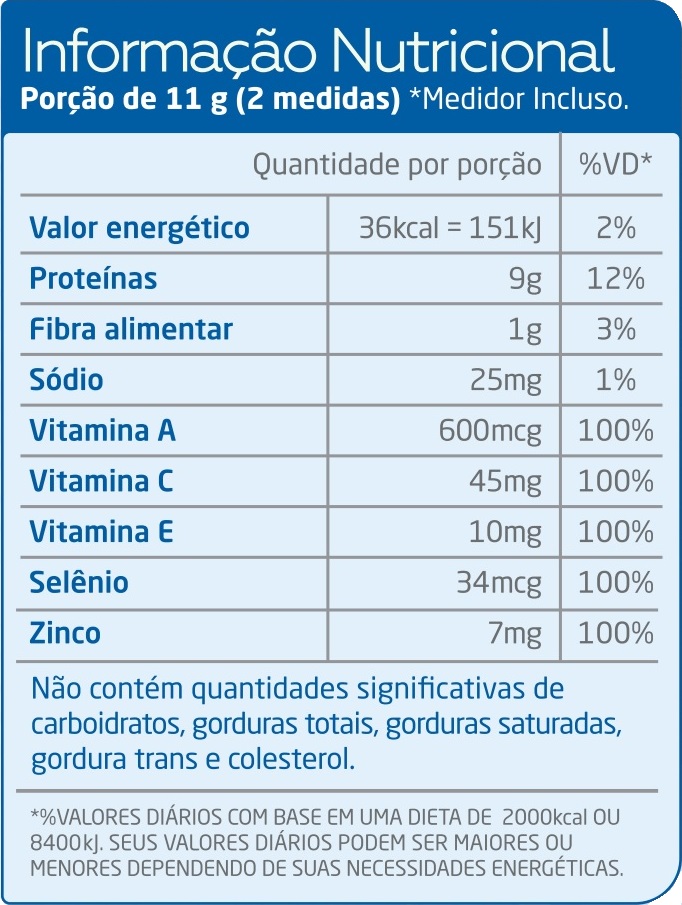 Informação Nutricional
Porção de 11 g (2 medidas) *Medidor Incluso.
Quantidade por porção %VD*
Valor energético 36kcal = 151kJ 2%
Proteínas 9g 12%
Fibra alimentar 1g 3%
Sódio 25mg 1%
Vitamina A 600mcg 100%
Vitamina C 45mg 100%
Vitamina E 10mg 100%
Selênio 34mcg 100%
Zinco 7mg 100%
Não contém quantidades significativas de
carboidratos, gorduras totais, gorduras saturadas,
gordura trans e colesterol.
*%VALORES DIÁRIOS COM BASE EM UMA DIETA DE 2000kcal OU
8400kJ. SEUS VALORES DIÁRIOS PODEM SER MAIORES OU
MENORES DEPENDENDO DE SUAS NECESSIDADES ENERGÉTICAS.